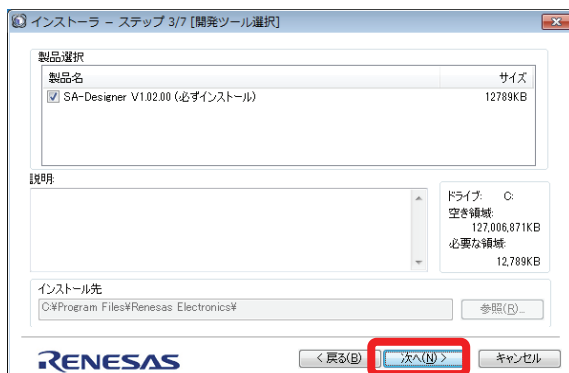 インストーラ － ステップ 3/7 [開発ツール選択]
製品選択
製品名 サイズ
SA-Designer V1.02.00 (必ずインストール) 12789KB
説明:
ドライブ: C:
空き領域:
127,006,871KB
必要な領域:
12,789KB
インストール先
C:¥Program Files¥Renesas Electronics¥ 参照(R)...
RENESAS < 戻る(B) 次へ(N) > キャンセル